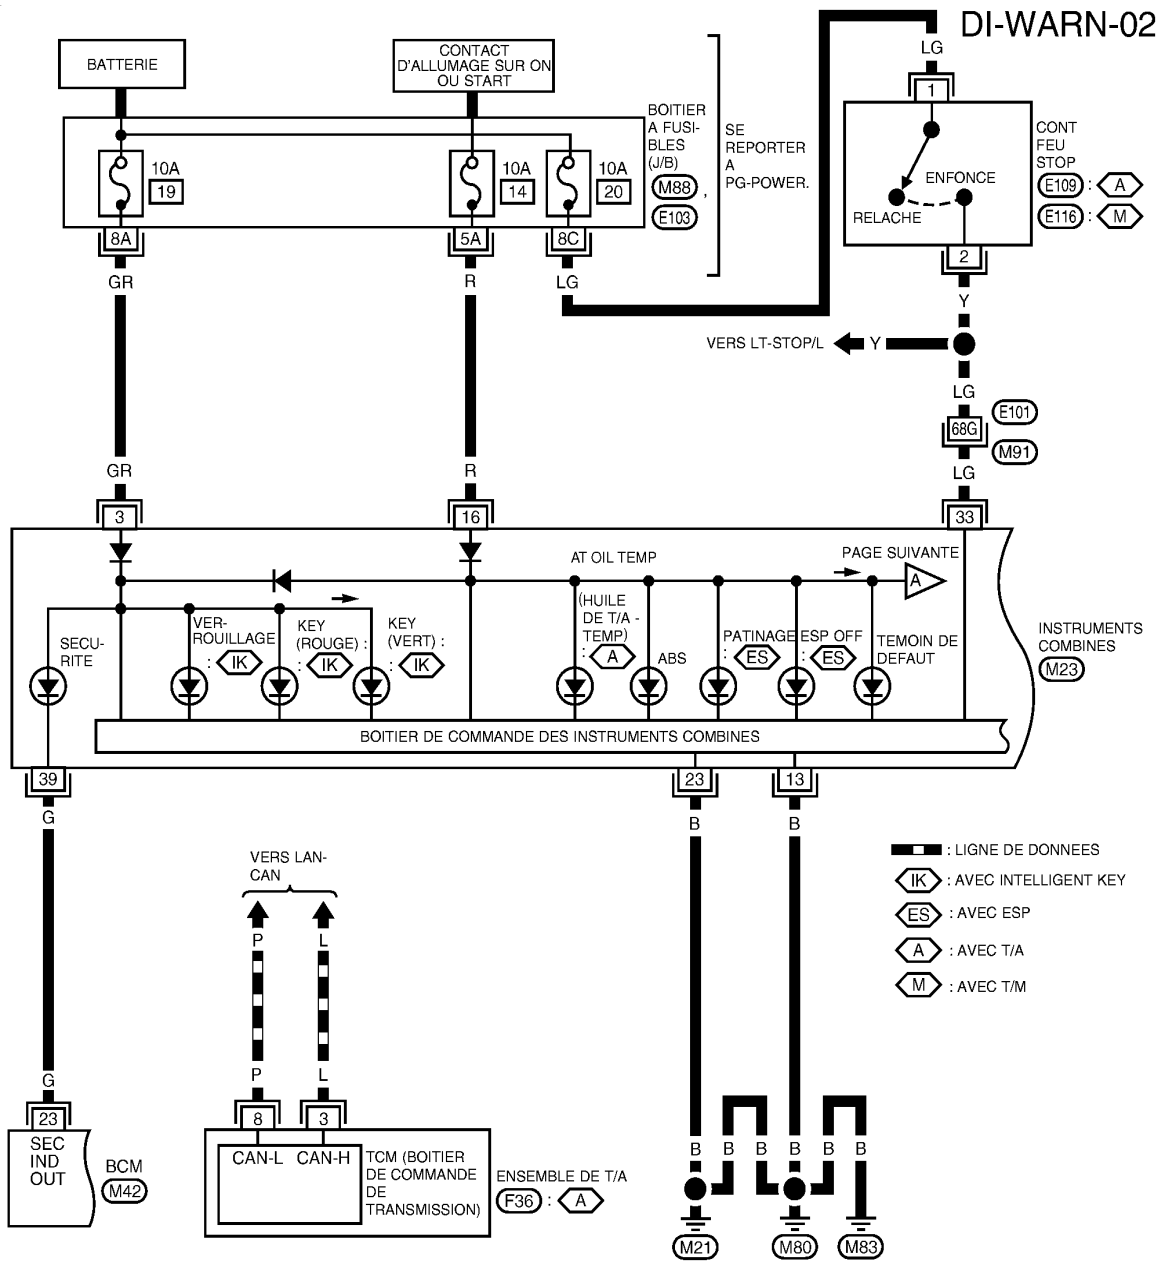 DI-WARN-02
BATTERIE
CONTACT
D'ALLUMAGE SUR ON
OU START
LG
1
10A
19
10A
14
10A
20
BOITIER
A FUSI-
BLES
(J/B)
M88 ,
E103
SE
REPORTER
A
PG-POWER.
CONT
FEU
STOP
E109 : A
E116 : M
ENFONCE
RELACHE
8A
5A
8C
2
GR
R
LG
Y
VERS LT-STOP/L
Y
LG
E101
68G
M91
GR
R
LG
3
16
33
AT OIL TEMP
PAGE SUIVANTE
A
SECU-
RITE
VER-
ROUILLAGE
: IK
KEY
(ROUGE) :
: IK
KEY
(VERT) :
: IK
(HUILE
DE T/A -
TEMP)
: A
ABS
PATINAGE
: ES
ESP OFF
: ES
TEMOIN DE
DEFAUT
INSTRUMENTS
COMBINES
M23
BOITIER DE COMMANDE DES INSTRUMENTS COMBINES
39
23
13
G
B
B
VERS LAN-
CAN
: LIGNE DE DONNEES
IK : AVEC INTELLIGENT KEY
ES : AVEC ESP
A : AVEC T/A
M : AVEC T/M
P
L
P
L
G
23
8
3
SEC
IND
OUT
BCM
M42
CAN-L
CAN-H
TCM (BOITIER
DE COMMANDE
DE
TRANSMISSION)
ENSEMBLE DE T/A
F36 : A
B
B
B
B
B
B
M21
M80
M83